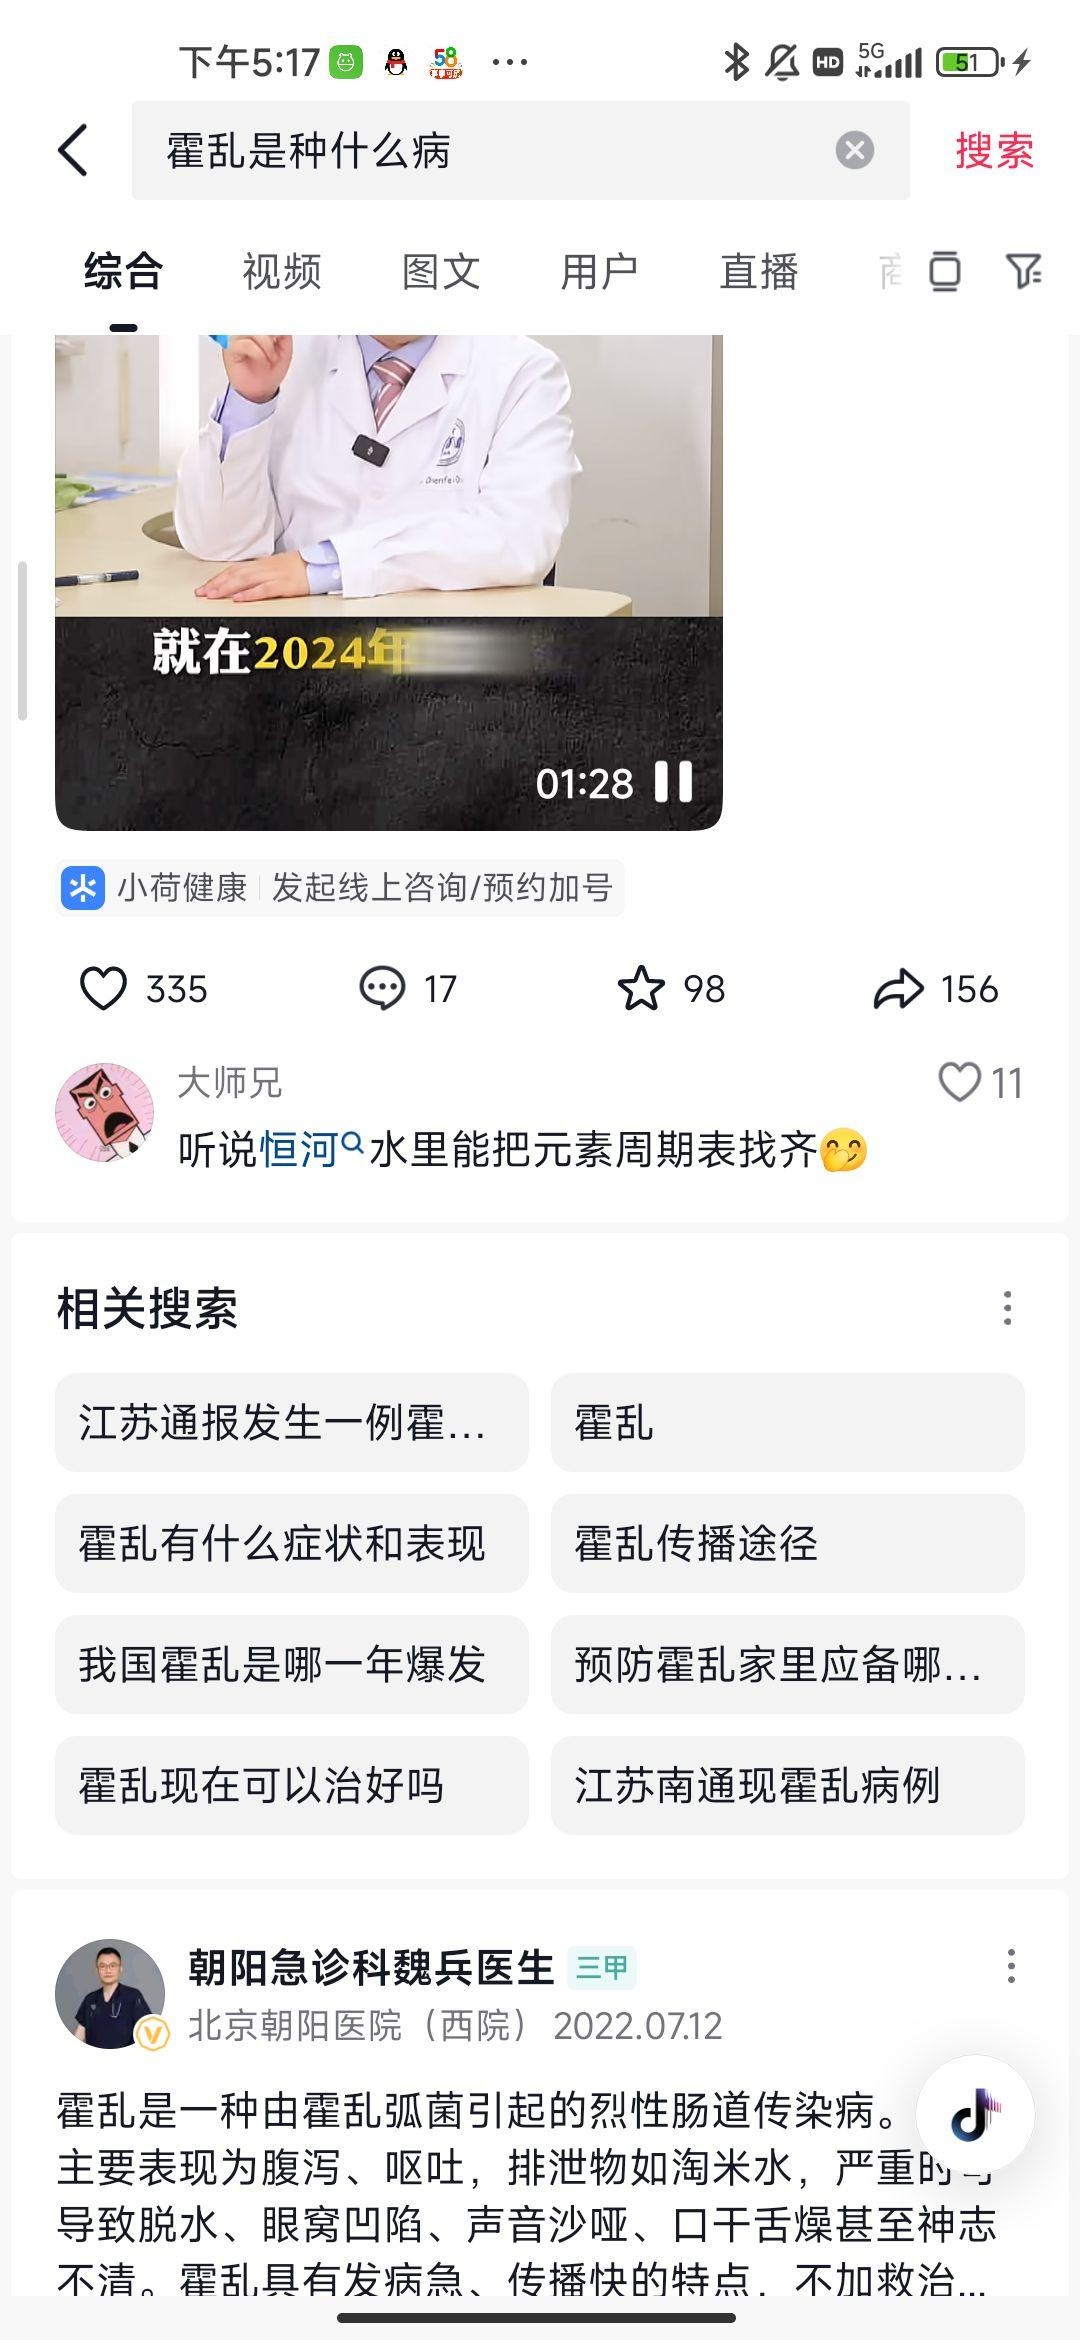 下午5:17
HD
5G
51
霍乱是种什么病
搜索
综合
视频
图文
用户
直播
就在2024年
01:28
小荷健康 发起线上咨询/预约加号
335
17
98
156
大师兄
11
听说恒河水里能把元素周期表找齐🤭
相关搜索
江苏通报发生一例霍...
霍乱
霍乱有什么症状和表现
霍乱传播途径
我国霍乱是哪一年爆发
预防霍乱家里应备哪...
霍乱现在可以治好吗
江苏南通现霍乱病例
朝阳急诊科魏兵医生 三甲
北京朝阳医院（西院） 2022.07.12
霍乱是一种由霍乱弧菌引起的烈性肠道传染病。
主要表现为腹泻、呕吐，排泄物如淘米水，严重时可
导致脱水、眼窝凹陷、声音沙哑、口干舌燥甚至神志
不清。霍乱具有发病急、传播快的特点，不加救治...